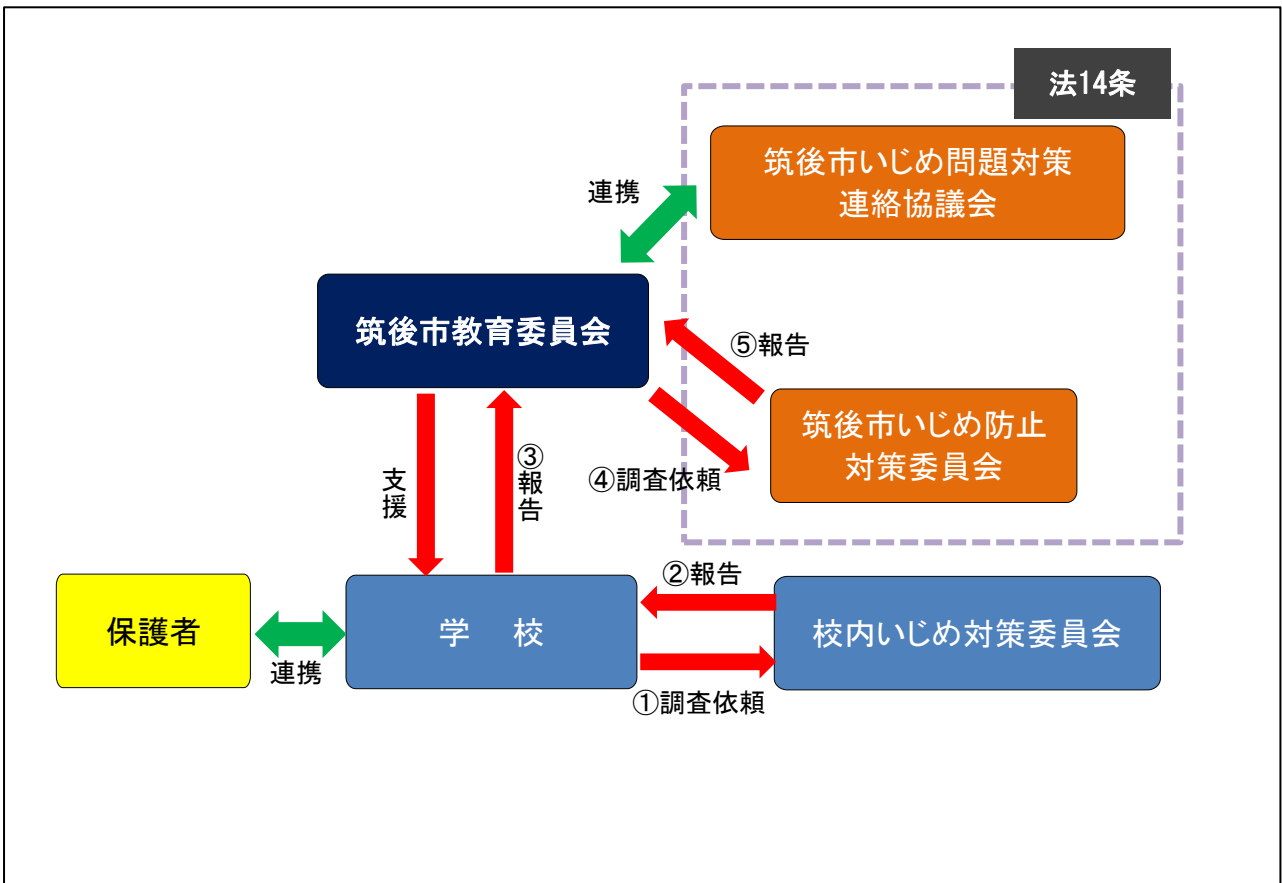 法14条
筑後市いじめ問題対策
連絡協議会
連携
筑後市教育委員会
⑤報告
筑後市いじめ防止
対策委員会
④調査依頼
支援
③報告
②報告
保護者
学　校
校内いじめ対策委員会
連携
①調査依頼